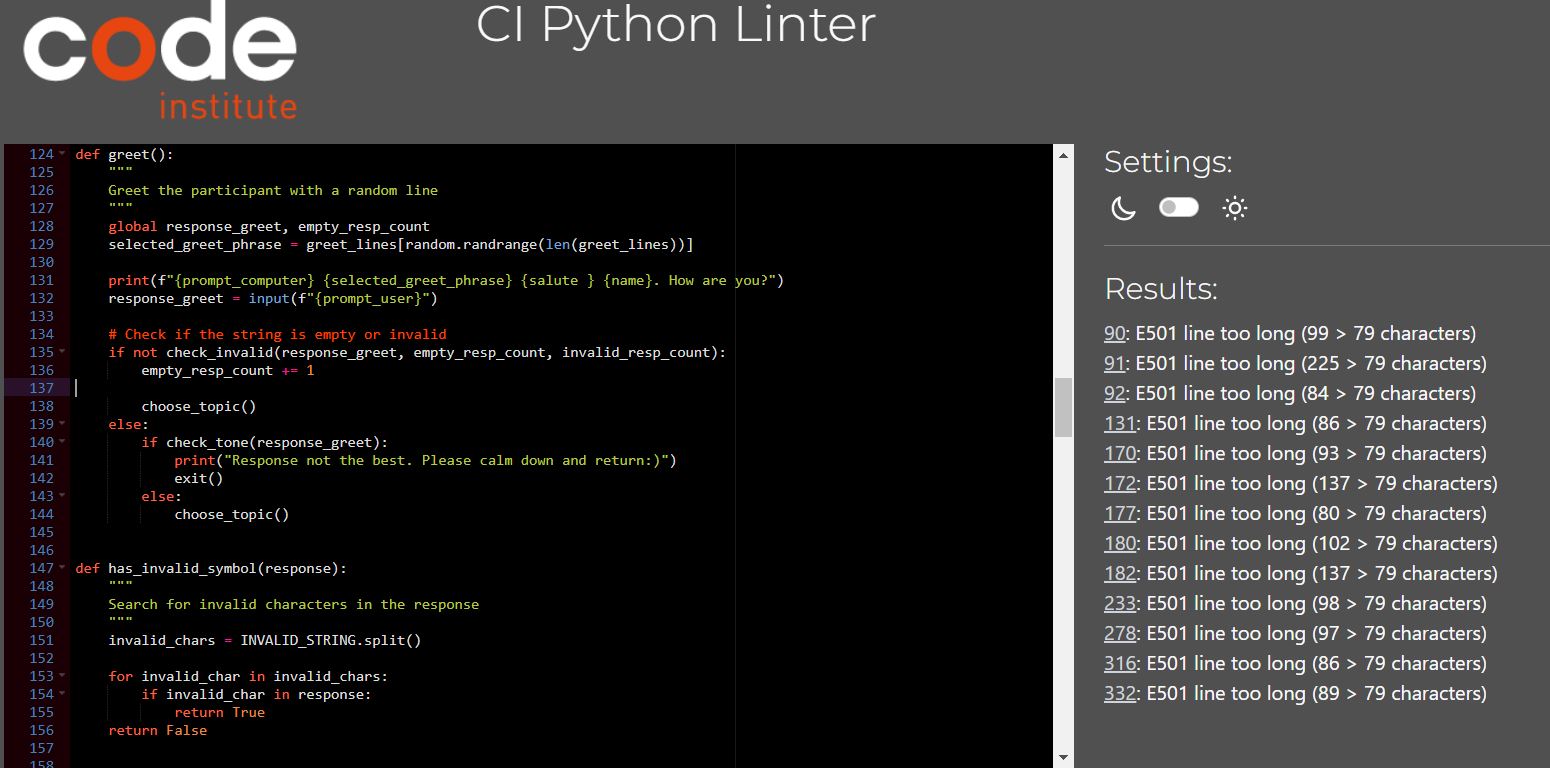 code
institute
CI Python Linter
124 def greet():
125     """
126     Greet the participant with a random line
127     """
128     global response_greet, empty_resp_count
129     selected_greet_phrase = greet_lines[random.randrange(len(greet_lines))]
130
131     print(f"{prompt_computer} {selected_greet_phrase} {salute } {name}. How are you?")
132     response_greet = input(f"{prompt_user}")
133
134     # Check if the string is empty or invalid
135     if not check_invalid(response_greet, empty_resp_count, invalid_resp_count):
136         empty_resp_count += 1
137
138         choose_topic()
139     else:
140         if check_tone(response_greet):
141             print("Response not the best. Please calm down and return:)")
142             exit()
143         else:
144             choose_topic()
145
146
147 def has_invalid_symbol(response):
148     """
149     Search for invalid characters in the response
150     """
151     invalid_chars = INVALID_STRING.split()
152
153     for invalid_char in invalid_chars:
154         if invalid_char in response:
155             return True
156     return False
157
158
Settings:
Results:
90: E501 line too long (99 > 79 characters)
91: E501 line too long (225 > 79 characters)
92: E501 line too long (84 > 79 characters)
131: E501 line too long (86 > 79 characters)
170: E501 line too long (93 > 79 characters)
172: E501 line too long (137 > 79 characters)
177: E501 line too long (80 > 79 characters)
180: E501 line too long (102 > 79 characters)
182: E501 line too long (137 > 79 characters)
233: E501 line too long (98 > 79 characters)
278: E501 line too long (97 > 79 characters)
316: E501 line too long (86 > 79 characters)
332: E501 line too long (89 > 79 characters)